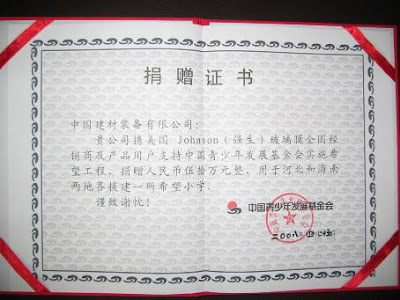 捐赠证书
中国建材装备有限公司：
贵公司携美国 Johnson（强生）玻璃膜全国经
销商及产品用户支持中国青少年发展基金会实施希
望工程，捐赠人民币伍拾万元整，用于河北和海南
两地各援建一所希望小学。
谨致谢忱！
中国青少年发展基金会
二00八